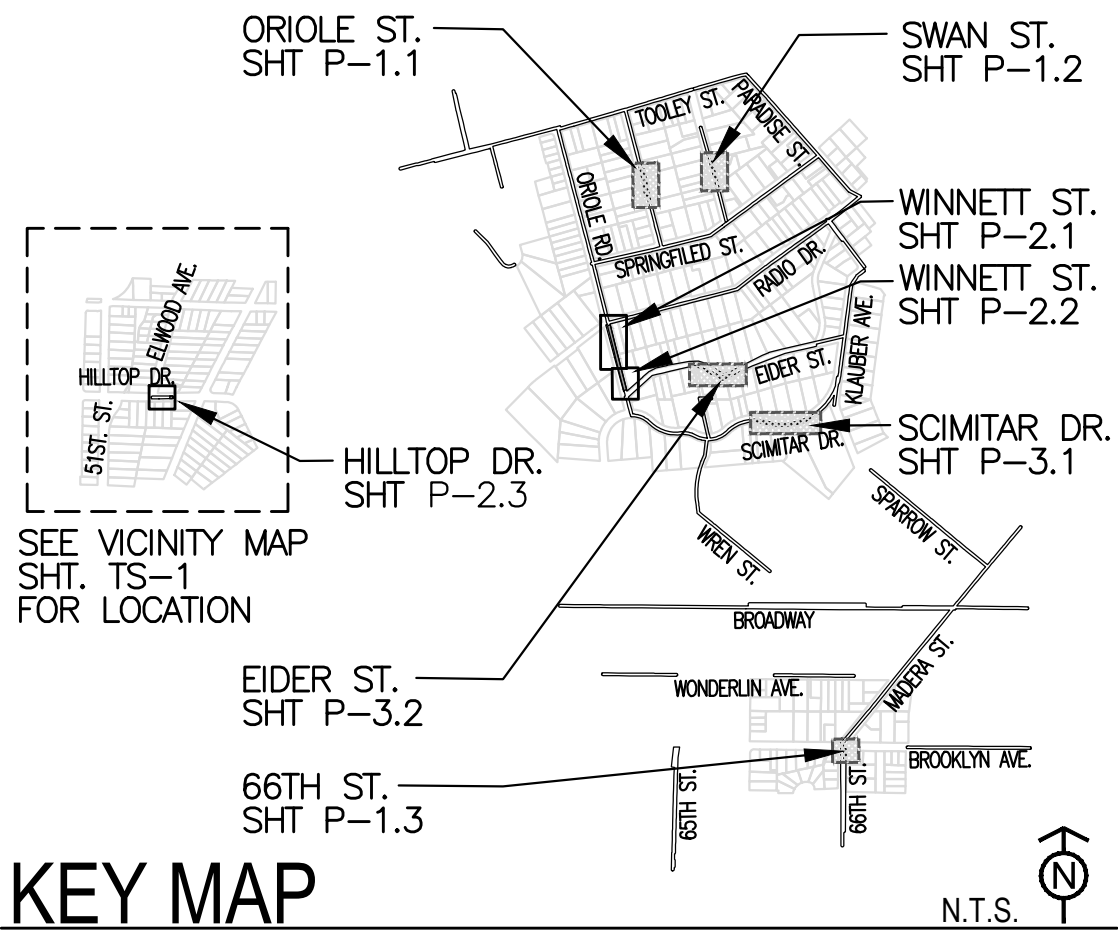 ORIOLE ST.
SHT P-1.1
SWAN ST.
SHT P-1.2
TOOLEY ST.
PARADISE ST.
ORIOLE RD.
SPRINGFILED ST.
RADIO DR.
WINNETT ST.
SHT P-2.1
WINNETT ST.
SHT P-2.2
KLAUBER AVE.
EIDER ST.
SCIMITAR DR.
SCIMITAR DR.
SHT P-3.1
ELWOOD AVE.
HILLTOP DR.
51ST. ST.
HILLTOP DR.
SHT P-2.3
SEE VICINITY MAP
SHT. TS-1
FOR LOCATION
SPARROW ST.
WREN ST.
BROADWAY
MADERA ST.
WONDERLIN AVE.
EIDER ST.
SHT P-3.2
BROOKLYN AVE.
66TH ST.
SHT P-1.3
65TH ST.
66TH ST.
KEY MAP
N.T.S.
N